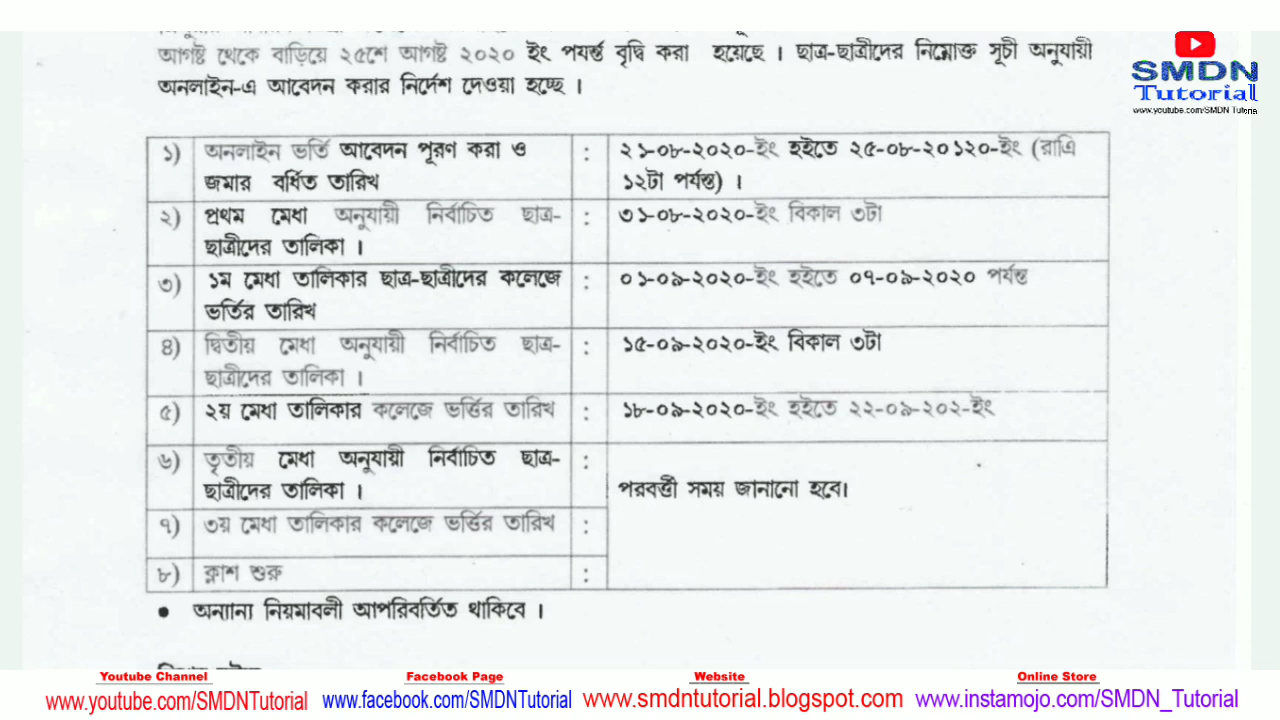 আগষ্ট থেকে বাড়িয়ে ২৫শে আগষ্ট ২০২০ ইং পযর্ন্ত বৃদ্ধি করা হয়েছে । ছাত্র-ছাত্রীদের নিম্নোক্ত সূচী অনুযায়ী
অনলাইন-এ আবেদন করার নির্দেশ দেওয়া হচ্ছে ।
SMDN
Tutorial
www.youtube.com/SMDN Tutoria
১) অনলাইন ভর্তি আবেদন পূরণ করা ও : ২১-০৮-২০২০-ইং হইতে ২৫-০৮-২০১২০-ইং (রাত্রি
জমার বর্ধিত তারিখ ১২টা পর্যন্ত) ।
২) প্রথম মেধা অনুযায়ী নির্বাচিত ছাত্র- : ৩১-০৮-২০২০-ইং বিকাল ৩টা
ছাত্রীদের তালিকা ।
৩) ১ম মেধা তালিকার ছাত্র-ছাত্রীদের কলেজে : ০১-০৯-২০২০-ইং হইতে ০৭-০৯-২০২০ পর্যন্ত
ভর্তির তারিখ
৪) দ্বিতীয় মেধা অনুযায়ী নির্বাচিত ছাত্র- : ১৫-০৯-২০২০-ইং বিকাল ৩টা
ছাত্রীদের তালিকা ।
৫) ২য় মেধা তালিকার কলেজে ভর্ত্তির তারিখ : ১৮-০৯-২০২০-ইং হইতে ২২-০৯-২০২-ইং
৬) তৃতীয় মেধা অনুযায়ী নির্বাচিত ছাত্র- :
ছাত্রীদের তালিকা । পরবর্ত্তী সময় জানানো হবে।
৭) ৩য় মেধা তালিকার কলেজে ভর্ত্তির তারিখ :
৮) ক্লাশ শুরু :
• অন্যান্য নিয়মাবলী আপরিবর্তিত থাকিবে ।
Youtube Channel Facebook Page Website Online Store
www.youtube.com/SMDNTutorial www.facebook.com/SMDNTutorial www.smdntutorial.blogspot.com www.instamojo.com/SMDN_Tutorial